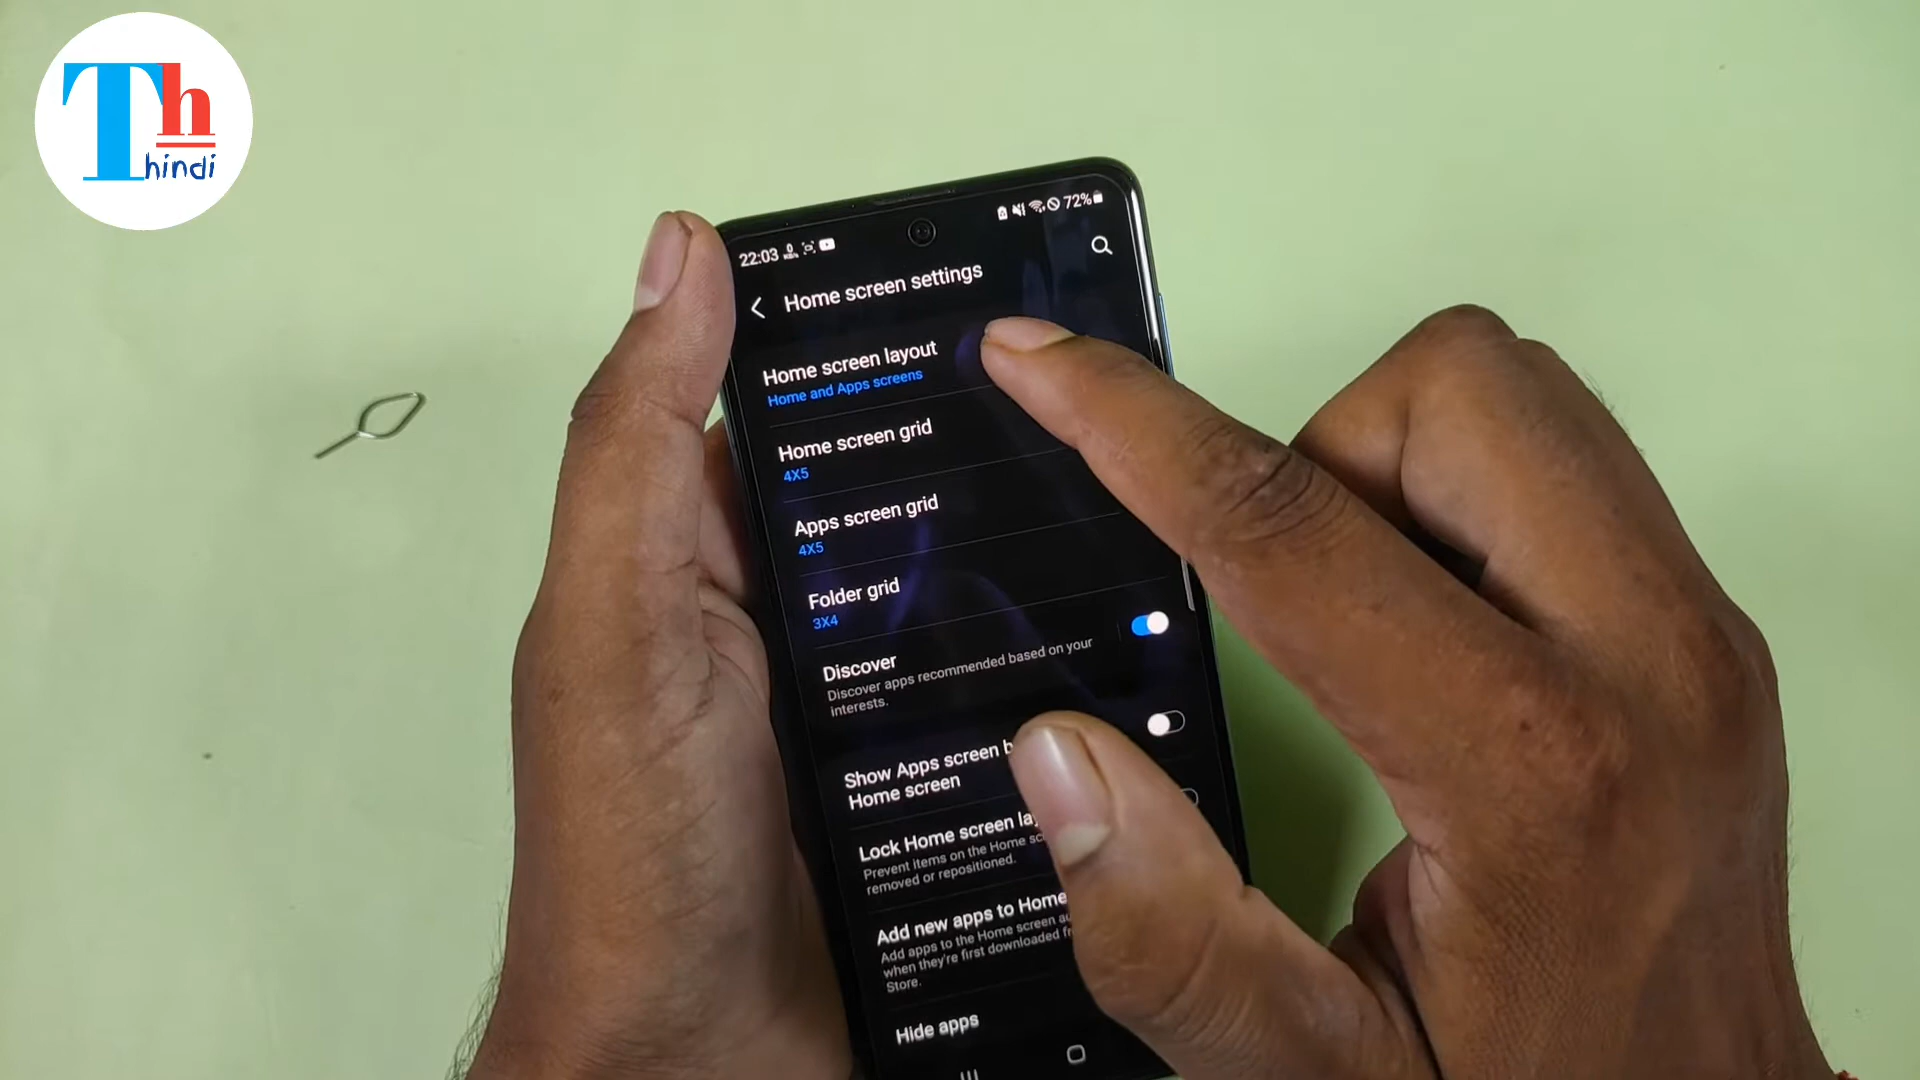 Th
hindi
22:03
72%
Home screen settings
Home screen layout
Home and Apps screens
Home screen grid
4X5
Apps screen grid
4X5
Folder grid
3X4
Discover
Discover apps recommended based on your
interests.
Show Apps screen
Home screen
Lock Home screen
Prevent items on the Home
removed or repositioned.
Add new apps to Home
Add apps to the Home screen
when they're first downloaded
Store.
Hide apps